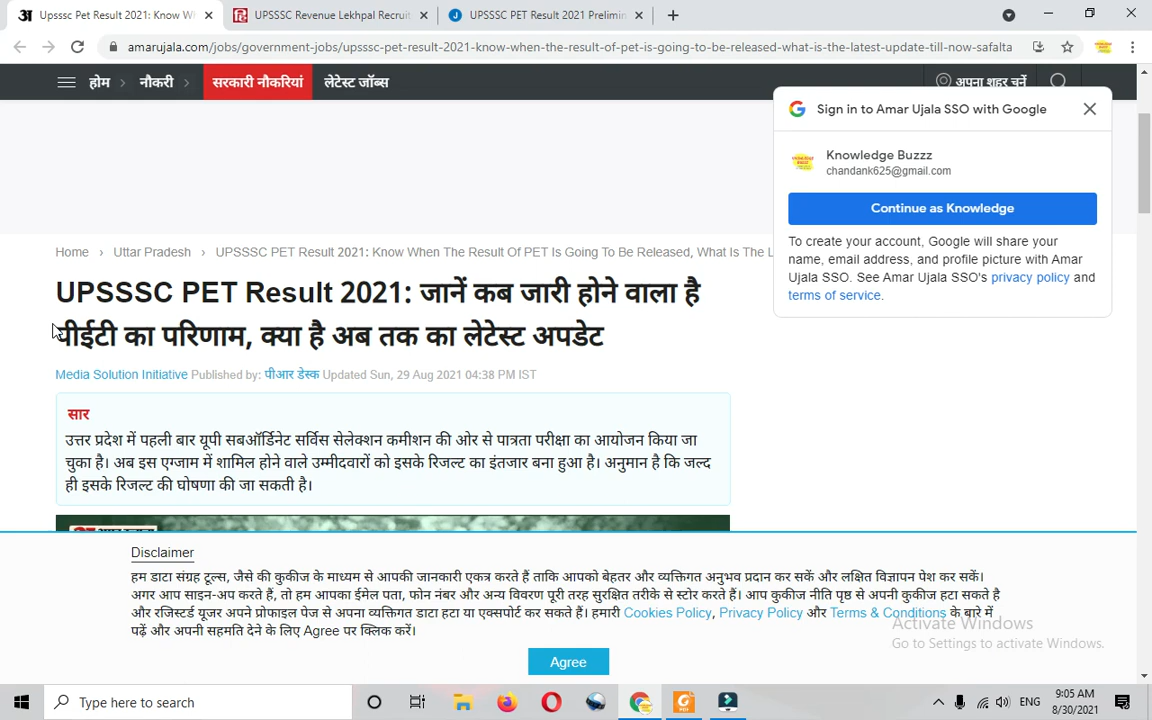 Upsssc Pet Result 2021: Know W
UPSSSC Revenue Lekhpal Recruit
UPSSSC PET Result 2021 Prelimin
amarujala.com/jobs/government-jobs/upsssc-pet-result-2021-know-when-the-result-of-pet-is-going-to-be-released-what-is-the-latest-update-till-now-safalta
होम
नौकरी
सरकारी नौकरियां
लेटेस्ट जॉब्स
अपना शहर चुनें
Sign in to Amar Ujala SSO with Google
Knowledge Buzzz
chandank625@gmail.com
Continue as Knowledge
To create your account, Google will share your
name, email address, and profile picture with Amar
Ujala SSO. See Amar Ujala SSO's privacy policy and
terms of service.
Home › Uttar Pradesh › UPSSSC PET Result 2021: Know When The Result Of PET Is Going To Be Released, What Is The L
UPSSSC PET Result 2021: जानें कब जारी होने वाला है
पीईटी का परिणाम, क्या है अब तक का लेटेस्ट अपडेट
Media Solution Initiative Published by: पीआर डेस्क Updated Sun, 29 Aug 2021 04:38 PM IST
सार
उत्तर प्रदेश में पहली बार यूपी सबऑर्डिनेट सर्विस सेलेक्शन कमीशन की ओर से पात्रता परीक्षा का आयोजन किया जा
चुका है। अब इस एग्जाम में शामिल होने वाले उम्मीदवारों को इसके रिजल्ट का इंतजार बना हुआ है। अनुमान है कि जल्द
ही इसके रिजल्ट की घोषणा की जा सकती है।
Disclaimer
हम डाटा संग्रह टूल्स, जैसे की कुकीज के माध्यम से आपकी जानकारी एकत्र करते हैं ताकि आपको बेहतर और व्यक्तिगत अनुभव प्रदान कर सकें और लक्षित विज्ञापन पेश कर सकें।
अगर आप साइन-अप करते हैं, तो हम आपका ईमेल पता, फोन नंबर और अन्य विवरण पूरी तरह सुरक्षित तरीके से स्टोर करते हैं। आप कुकीज नीति पृष्ठ से अपनी कुकीज हटा सकते है
और रजिस्टर्ड यूजर अपने प्रोफाइल पेज से अपना व्यक्तिगत डाटा हटा या एक्सपोर्ट कर सकते हैं। हमारी Cookies Policy, Privacy Policy और Terms & Conditions के बारे में
पढ़ें और अपनी सहमति देने के लिए Agree पर क्लिक करें।
Agree
Activate Windows
Go to Settings to activate Windows.
Type here to search
ENG
9:05 AM
8/30/2021